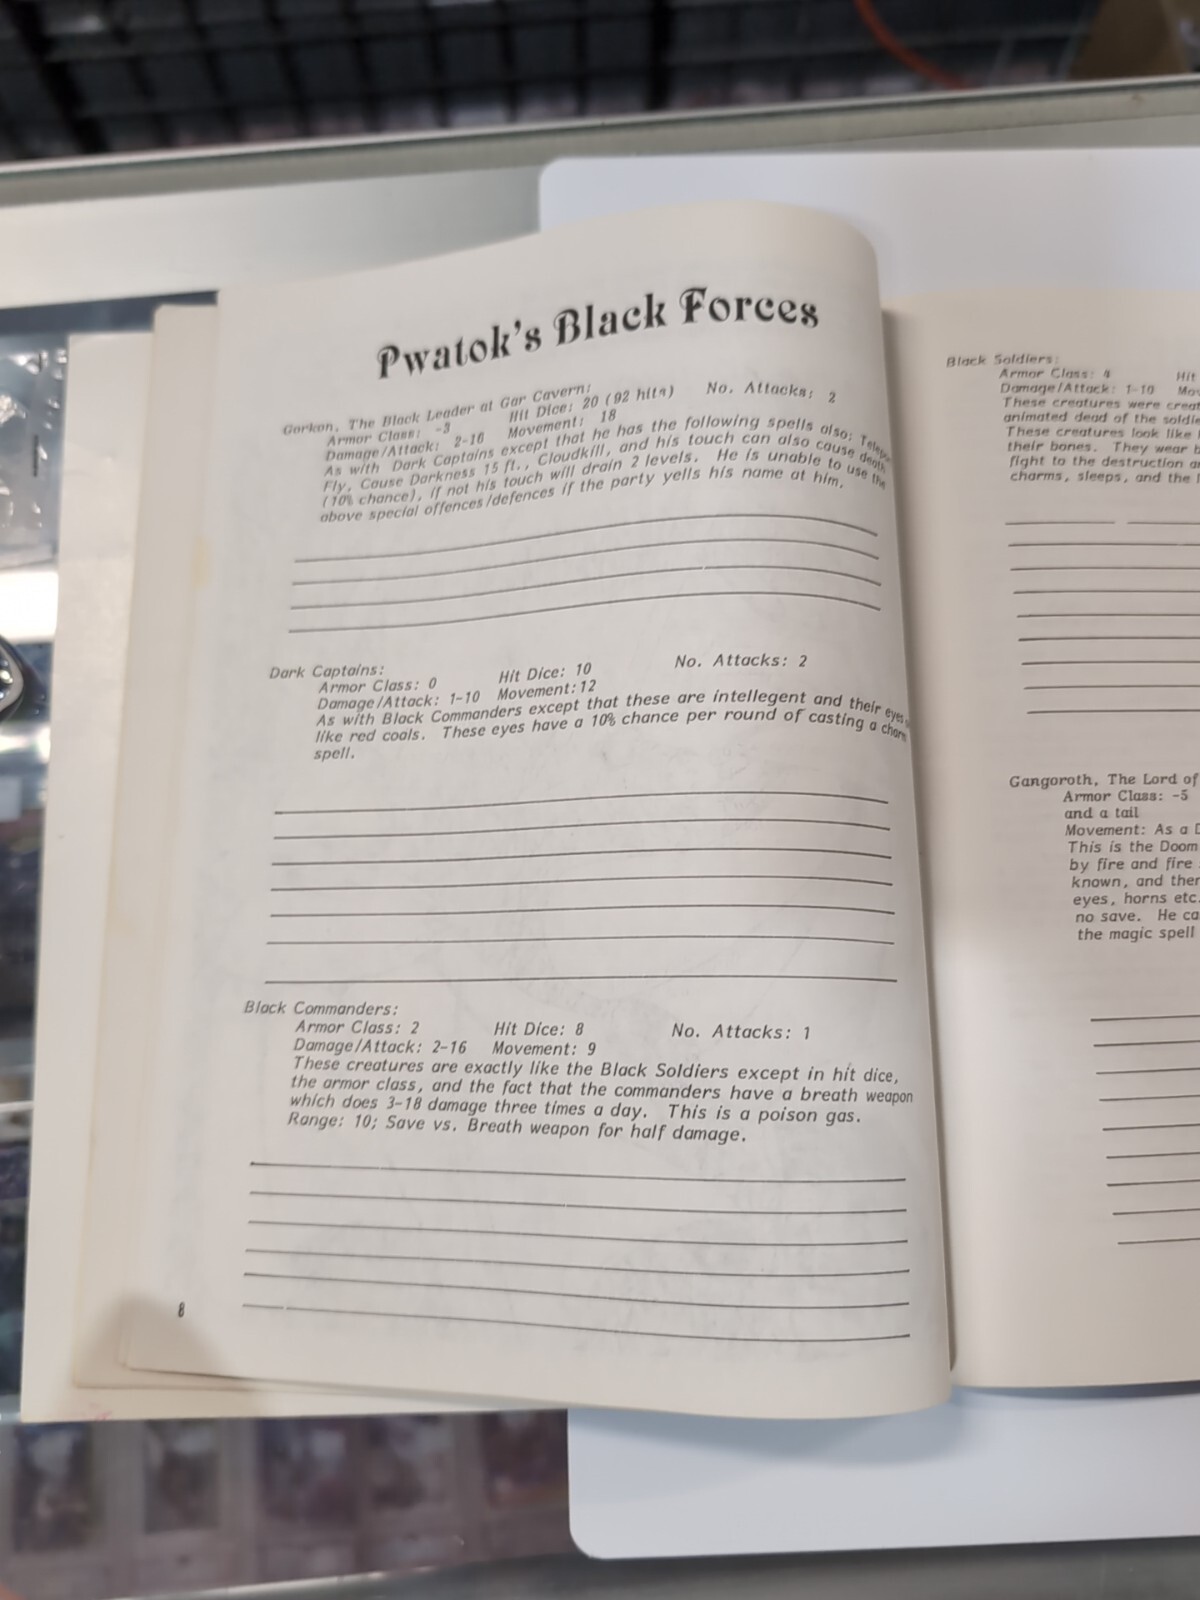 Pwatok's Black Forces
Gorkon, The Black Leader at Gar Cavern:
Armor Class: -3 Hit Dice: 20 (92 hits) No. Attacks: 2
Damage/Attack: 2-16 Movement: 18
As with Dark Captains except that he has the following spells also:
Fly, Cause Darkness 15 ft., Cloudkill, and his touch can also cause death
(10% chance), if not his touch will drain 2 levels. He is unable to use the
above special offences/defences if the party yells his name at him.
Dark Captains:
Armor Class: 0 Hit Dice: 10 No. Attacks: 2
Damage/Attack: 1-10 Movement: 12
As with Black Commanders except that these are intellegent and their eyes
like red coals. These eyes have a 10% chance per round of casting a charm
spell.
Black Commanders:
Armor Class: 2 Hit Dice: 8 No. Attacks: 1
Damage/Attack: 2-16 Movement: 9
These creatures are exactly like the Black Soldiers except in hit dice,
the armor class, and the fact that the commanders have a breath weapon
which does 3-18 damage three times a day. This is a poison gas.
Range: 10; Save vs. Breath weapon for half damage.
8
Black Soldiers:
Armor Class: 4 Hit
Damage/Attack: 1-10 Mov
These creatures were creat
animated dead of the soldie
These creatures look like
their bones. They wear b
fight to the destruction an
charms, sleeps, and the
Gangoroth, The Lord of
Armor Class: -5
and a tail
Movement: As a
This is the Doom
by fire and fire
known, and ther
eyes, horns etc.
no save. He ca
the magic spell